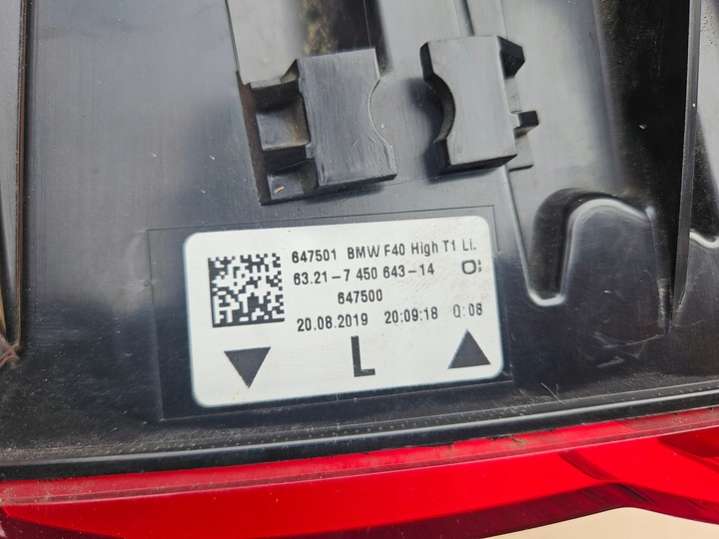 647501 BMW F40 High T1 Li.
63.21-7 450 643-14
647500
20.08.2019 20:09:18 Q:08
L